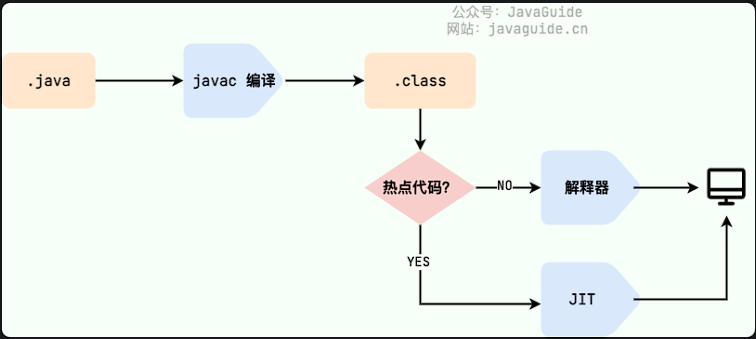 公众号：JavaGuide
网站：javaguide.cn
.java
javac 编译
.class
热点代码?
NO
解释器
YES
JIT